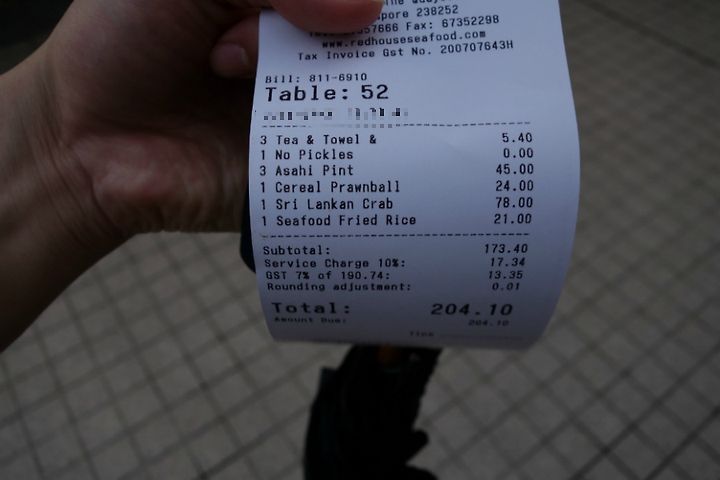 238252
Fax: 67352298
www.redhouseseafood.com
Tax Invoice Gst No. 200707643H
Bill: 811-6910
Table: 52
3 Tea & Towel & 5.40
1 No Pickles 0.00
3 Asahi Pint 45.00
1 Cereal Prawnball 24.00
1 Sri Lankan Crab 78.00
1 Seafood Fried Rice 21.00
Subtotal: 173.40
Service Charge 10%: 17.34
GST 7% of 190.74: 13.35
Rounding adjustment: 0.01
Total: 204.10
Amount Due: 204.10